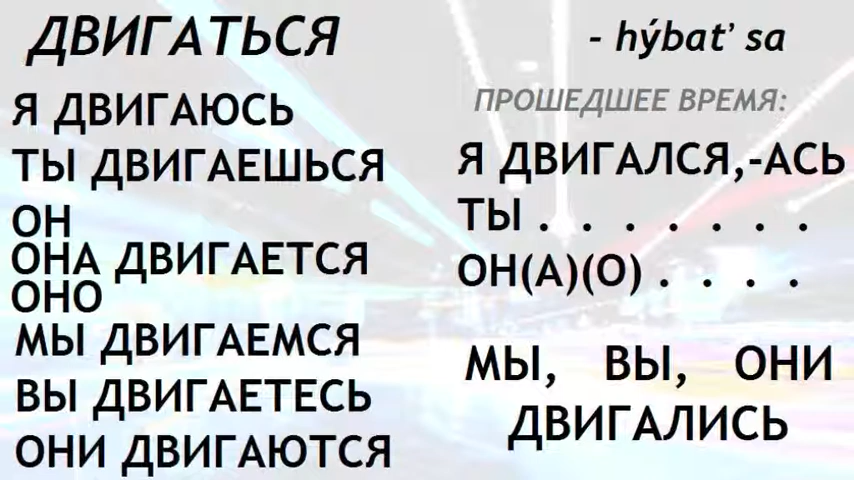 ДВИГАТЬСЯ
Я ДВИГАЮСЬ
ТЫ ДВИГАЕШЬСЯ
ОН
ОНА ДВИГАЕТСЯ
ОНО
МЫ ДВИГАЕМСЯ
ВЫ ДВИГАЕТЕСЬ
ОНИ ДВИГАЮТСЯ
- hýbať sa
ПРОШЕДШЕЕ ВРЕМЯ:
Я ДВИГАЛСЯ,-АСЬ
ТЫ . . . . . . .
ОН(А)(О) . . . .
МЫ, ВЫ, ОНИ
ДВИГАЛИСЬ